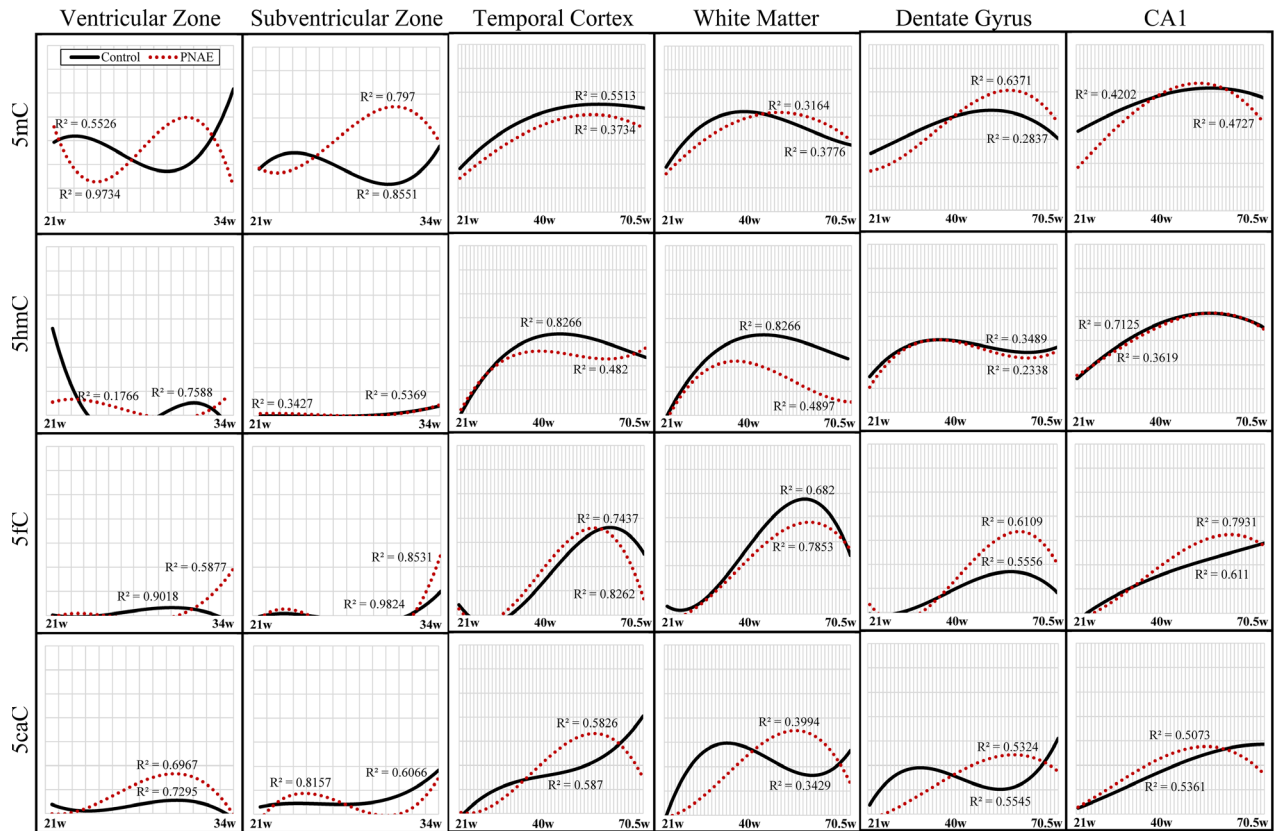 Ventricular Zone Subventricular Zone Temporal Cortex White Matter Dentate Gyrus CA1
5mC
Control PNAE
R² = 0.5526
R² = 0.9734
21w 34w
R² = 0.797
R² = 0.8551
21w 34w
R² = 0.5513
R² = 0.3734
21w 40w 70.5w
R² = 0.3164
R² = 0.3776
21w 40w 70.5w
R² = 0.6371
R² = 0.2837
21w 40w 70.5w
R² = 0.4202
R² = 0.4727
21w 40w 70.5w
5hmC
R² = 0.1766 R² = 0.7588
21w 34w
R² = 0.3427 R² = 0.5369
21w 34w
R² = 0.8266
R² = 0.482
21w 40w 70.5w
R² = 0.8266
R² = 0.4897
21w 40w 70.5w
R² = 0.3489
R² = 0.2338
21w 40w 70.5w
R² = 0.7125
R² = 0.3619
21w 40w 70.5w
5fC
R² = 0.5877
R² = 0.9018
21w 34w
R² = 0.8531
R² = 0.9824
21w 34w
R² = 0.7437
R² = 0.8262
21w 40w 70.5w
R² = 0.682
R² = 0.7853
21w 40w 70.5w
R² = 0.6109
R² = 0.5556
21w 40w 70.5w
R² = 0.7931
R² = 0.611
21w 40w 70.5w
5caC
R² = 0.6967
R² = 0.7295
21w 34w
R² = 0.8157 R² = 0.6066
21w 34w
R² = 0.5826
R² = 0.587
21w 40w 70.5w
R² = 0.3994
R² = 0.3429
21w 40w 70.5w
R² = 0.5324
R² = 0.5545
21w 40w 70.5w
R² = 0.5073
R² = 0.5361
21w 40w 70.5w